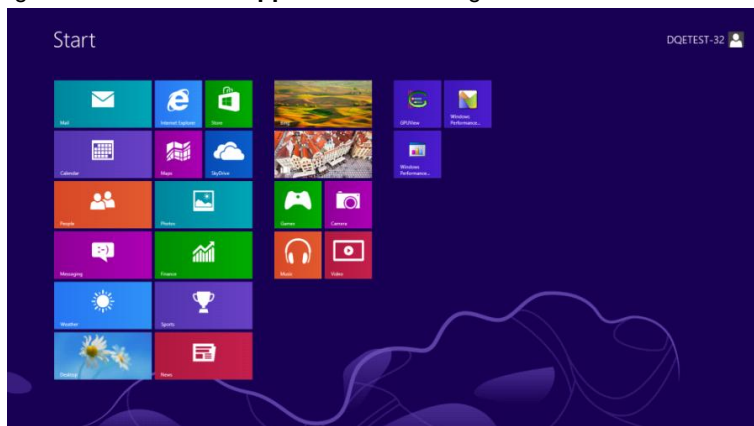 Start
DQETEST-32
Mail
Internet Explorer
Store
Bing
GPUView
Windows
Performance...
Calendar
Maps
SkyDrive
Windows
Performance...
People
Photos
Games
Camera
Messaging
Finance
Music
Video
Weather
Sports
Desktop
News